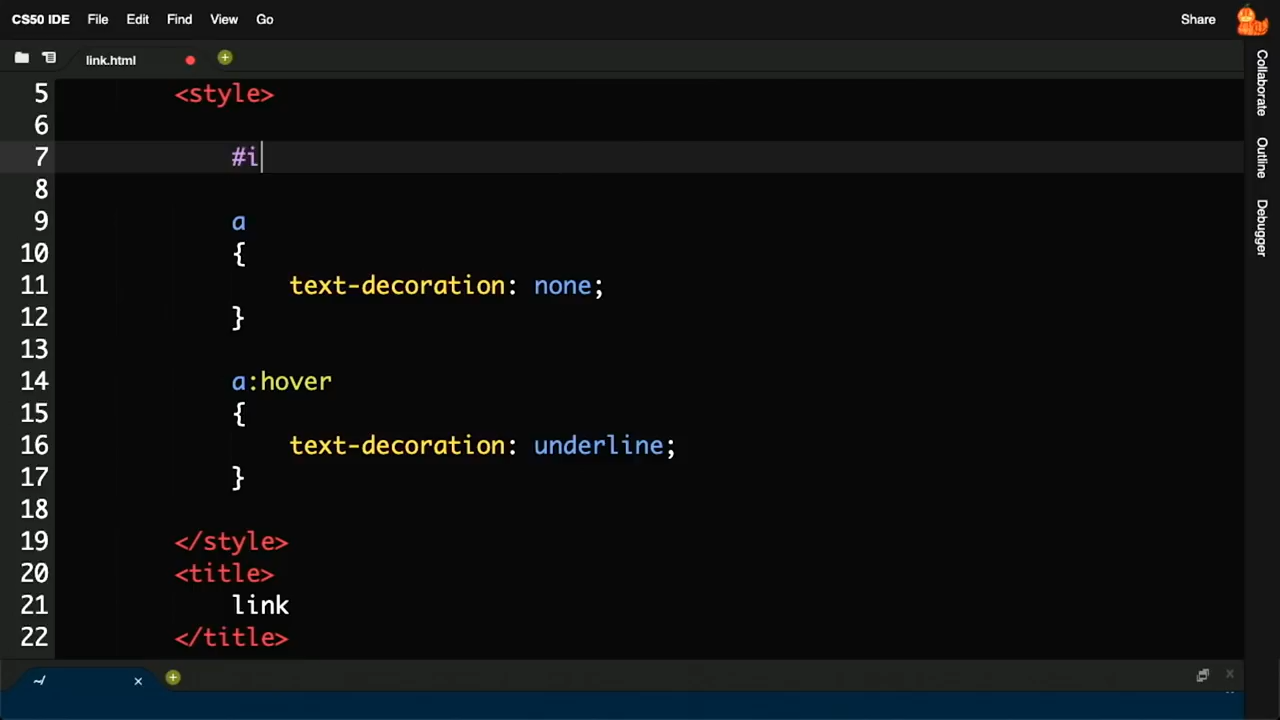 CS50 IDE File Edit Find View Go Share
link.html
5 <style>
6
7 #i
8
9 a
10 {
11 text-decoration: none;
12 }
13
14 a:hover
15 {
16 text-decoration: underline;
17 }
18
19 </style>
20 <title>
21 link
22 </title>
~/
Collaborate
Outline
Debugger